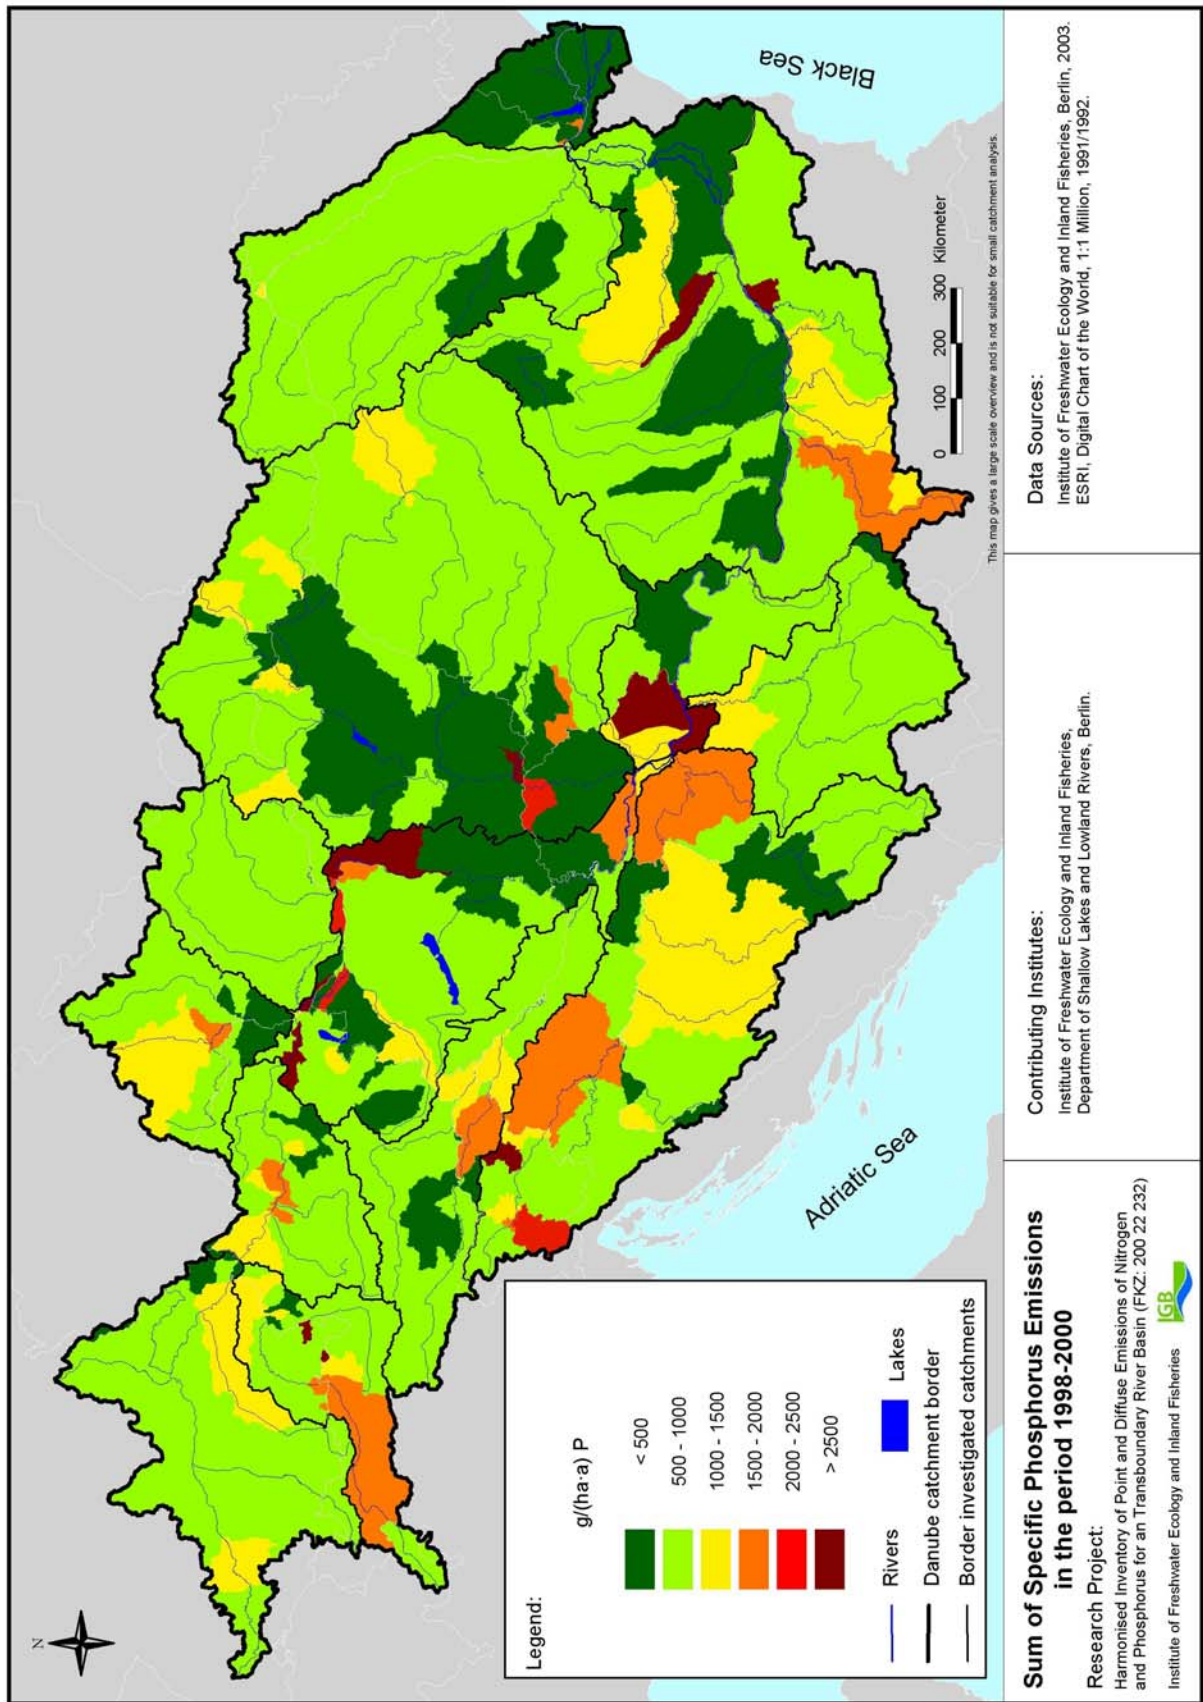 N
Black Sea
Adriatic Sea
0 100 200 300 Kilometer
This map gives a large scale overview and is not suitable for small catchment analysis.
Legend:
g/(ha·a) P
< 500
500 - 1000
1000 - 1500
1500 - 2000
2000 - 2500
> 2500
Rivers
Lakes
Danube catchment border
Border investigated catchments
Sum of Specific Phosphorus Emissions
in the period 1998-2000
Research Project:
Harmonised Inventory of Point and Diffuse Emissions of Nitrogen
and Phosphorus for an Transboundary River Basin (FKZ: 200 22 232)
Institute of Freshwater Ecology and Inland Fisheries
IGB
Contributing Institutes:
Institute of Freshwater Ecology and Inland Fisheries,
Department of Shallow Lakes and Lowland Rivers, Berlin.
Data Sources:
Institute of Freshwater Ecology and Inland Fisheries, Berlin, 2003.
ESRI, Digital Chart of the World, 1:1 Million, 1991/1992.